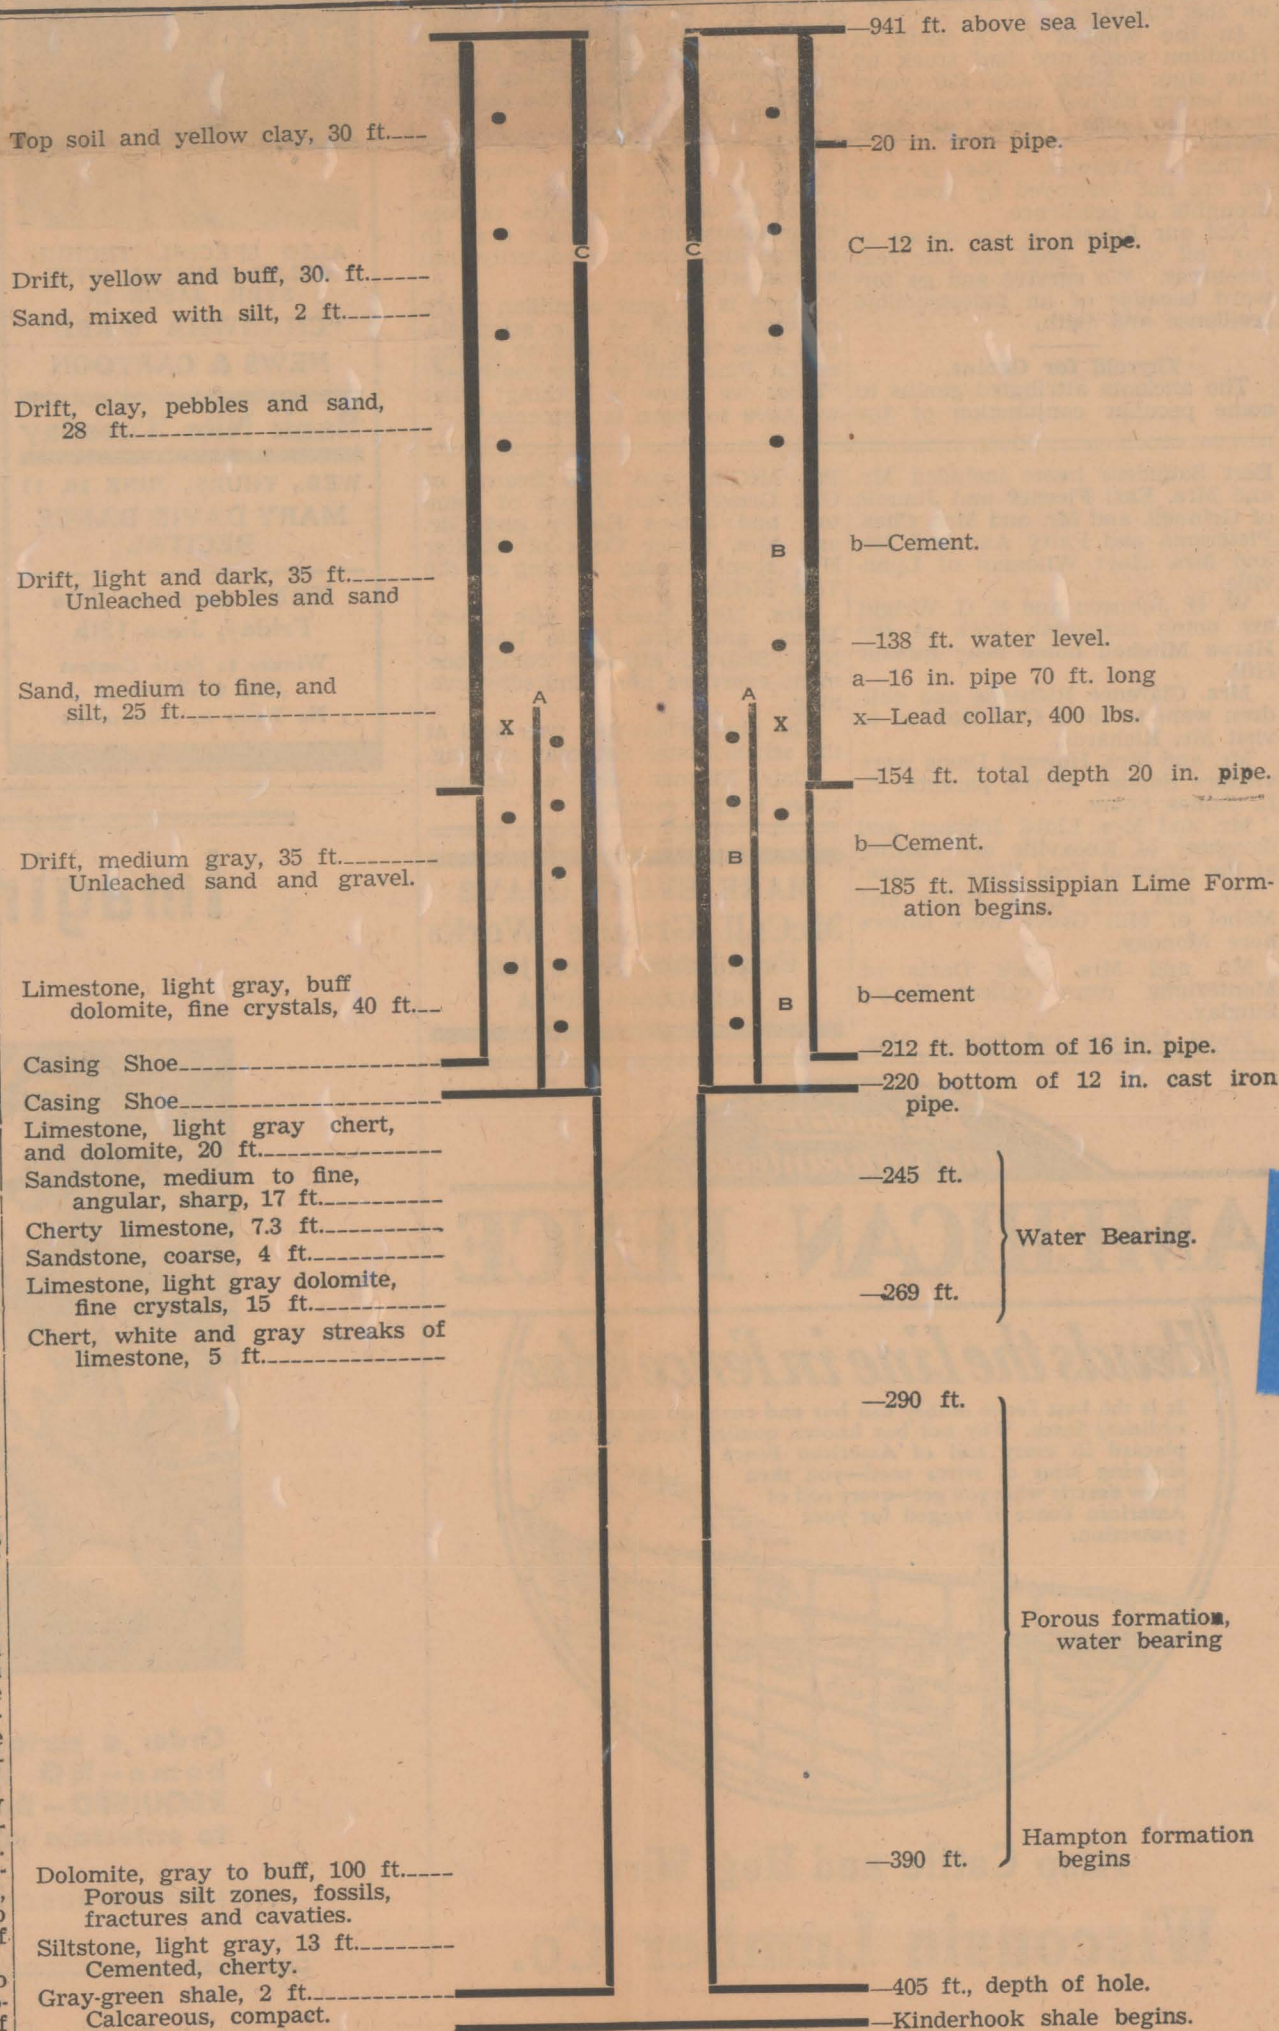 —941 ft. above sea level.
Top soil and yellow clay, 30 ft.
—20 in. iron pipe.
C
C
C—12 in. cast iron pipe.
Drift, yellow and buff, 30. ft.
Sand, mixed with silt, 2 ft.
Drift, clay, pebbles and sand,
28 ft.
B
b—Cement.
Drift, light and dark, 35 ft.
Unleached pebbles and sand
—138 ft. water level.
a—16 in. pipe 70 ft. long
Sand, medium to fine, and
silt, 25 ft.
A
A
X
X
x—Lead collar, 400 lbs.
—154 ft. total depth 20 in. pipe.
b—Cement.
Drift, medium gray, 35 ft.
Unleached sand and gravel.
B
—185 ft. Mississippian Lime Form-
ation begins.
Limestone, light gray, buff
dolomite, fine crystals, 40 ft.
B
b—cement
—212 ft. bottom of 16 in. pipe.
Casing Shoe
—220 bottom of 12 in. cast iron
pipe.
Casing Shoe
Limestone, light gray chert,
and dolomite, 20 ft.
Sandstone, medium to fine,
angular, sharp, 17 ft.
—245 ft.
Cherty limestone, 7.3 ft.
Water Bearing.
Sandstone, coarse, 4 ft.
Limestone, light gray dolomite,
fine crystals, 15 ft.
—269 ft.
Chert, white and gray streaks of
limestone, 5 ft.
—290 ft.
Porous formation,
water bearing
Hampton formation
begins
—390 ft.
Dolomite, gray to buff, 100 ft.
Porous silt zones, fossils,
fractures and cavaties.
Siltstone, light gray, 13 ft.
Cemented, cherty.
Gray-green shale, 2 ft.
Calcareous, compact.
—405 ft., depth of hole.
—Kinderhook shale begins.